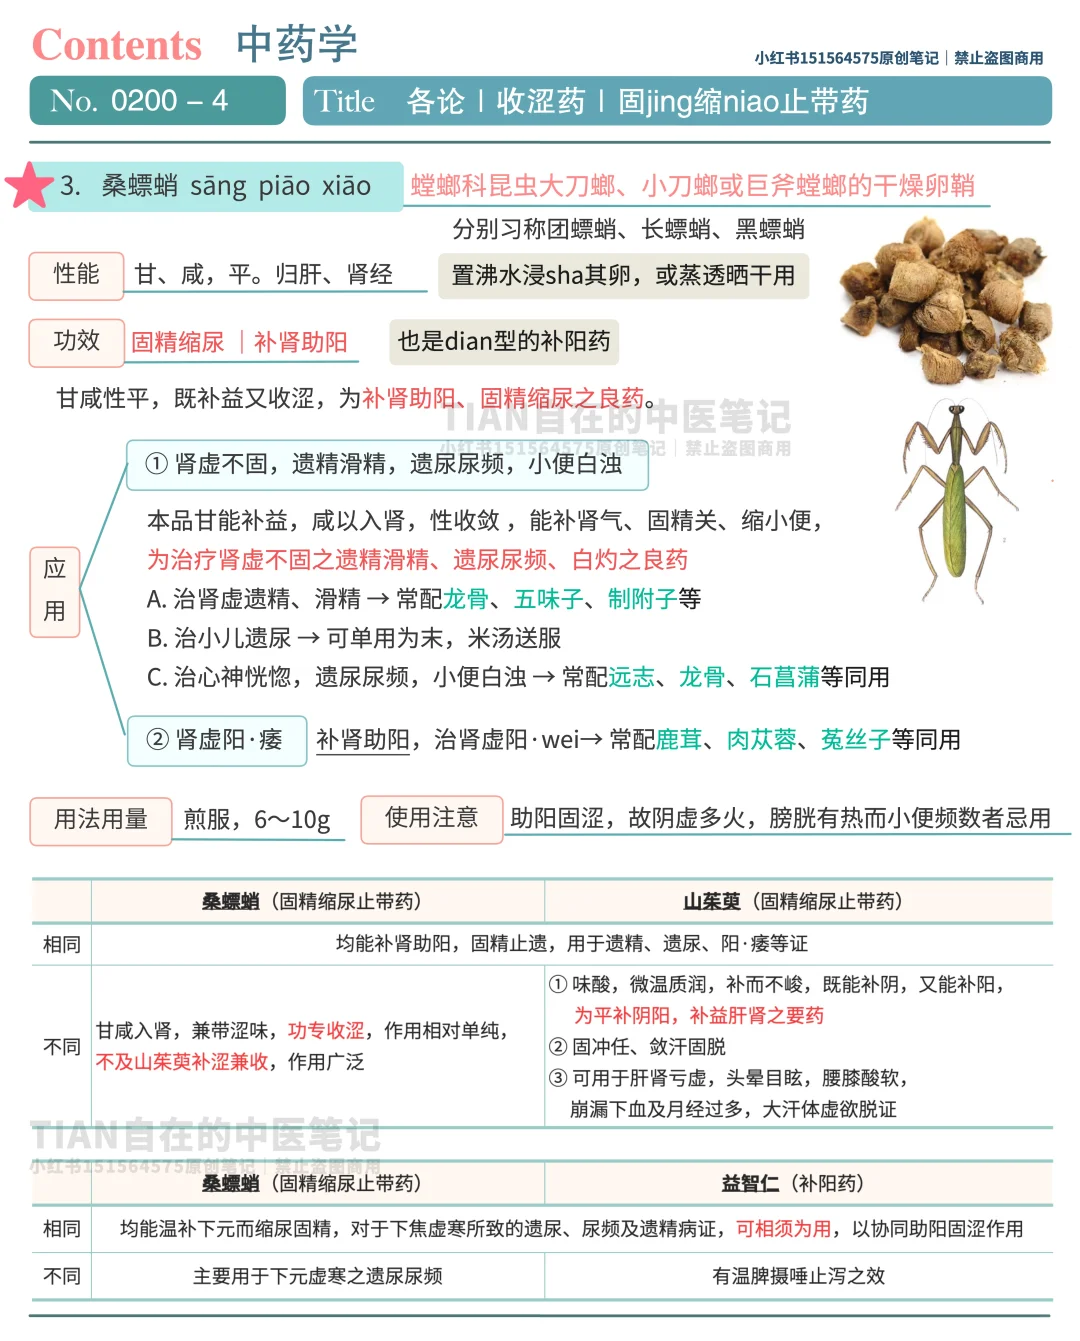 Contents 中药学
小红书151564575原创笔记｜禁止盗图商用
No. 0200 – 4
Title 各论｜收涩药｜固jing缩niao止带药
3. 桑螵蛸 sāng piāo xiāo 螳螂科昆虫大刀螂、小刀螂或巨斧螳螂的干燥卵鞘
分别习称团螵蛸、长螵蛸、黑螵蛸
性能 甘、咸，平。归肝、肾经 置沸水浸sha其卵，或蒸透晒干用
功效 固精缩尿｜补肾助阳 也是dian型的补阳药
甘咸性平，既补益又收涩，为补肾助阳、固精缩尿之良药。
TIAN自在的中医笔记
小红书151564575原创笔记｜禁止盗图商用
① 肾虚不固，遗精滑精，遗尿尿频，小便白浊
本品甘能补益，咸以入肾，性收敛，能补肾气、固精关、缩小便，
为治疗肾虚不固之遗精滑精、遗尿尿频、白灼之良药
应用
A. 治肾虚遗精、滑精 → 常配龙骨、五味子、制附子等
B. 治小儿遗尿 → 可单用为末，米汤送服
C. 治心神恍惚，遗尿尿频，小便白浊 → 常配远志、龙骨、石菖蒲等同用
② 肾虚阳·痿 补肾助阳，治肾虚阳·wei→ 常配鹿茸、肉苁蓉、菟丝子等同用
用法用量 煎服，6～10g 使用注意 助阳固涩，故阴虚多火，膀胱有热而小便频数者忌用
桑螵蛸（固精缩尿止带药） 山茱萸（固精缩尿止带药）
相同 均能补肾助阳，固精止遗，用于遗精、遗尿、阳·痿等证
不同 甘咸入肾，兼带涩味，功专收涩，作用相对单纯，
不及山茱萸补涩兼收，作用广泛
① 味酸，微温质润，补而不峻，既能补阴，又能补阳，
为平补阴阳，补益肝肾之要药
② 固冲任、敛汗固脱
③ 可用于肝肾亏虚，头晕目眩，腰膝酸软，
崩漏下血及月经过多，大汗体虚欲脱证
TIAN自在的中医笔记
小红书151564575原创笔记｜禁止盗图商用
桑螵蛸（固精缩尿止带药） 益智仁（补阳药）
相同 均能温补下元而缩尿固精，对于下焦虚寒所致的遗尿、尿频及遗精病证，可相须为用，以协同助阳固涩作用
不同 主要用于下元虚寒之遗尿尿频 有温脾摄唾止泻之效